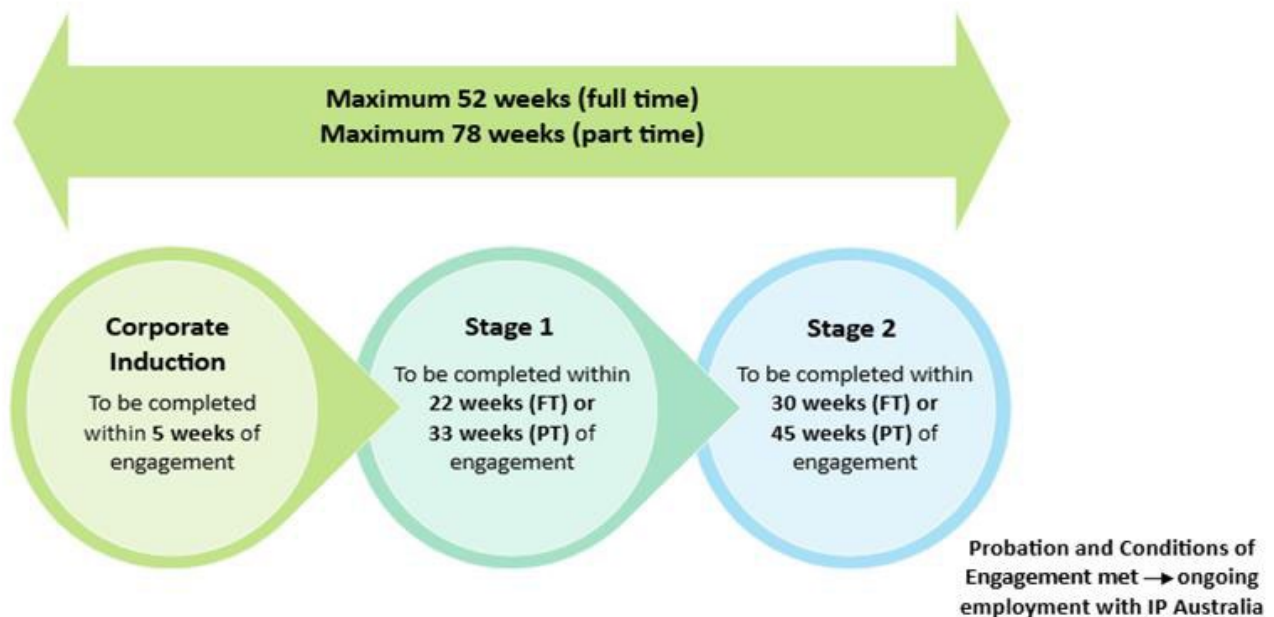 Maximum 52 weeks (full time)
Maximum 78 weeks (part time)
Corporate
Induction
To be completed
within 5 weeks of
engagement
Stage 1
To be completed within
22 weeks (FT) or
33 weeks (PT) of
engagement
Stage 2
To be completed within
30 weeks (FT) or
45 weeks (PT) of
engagement
Probation and Conditions of
Engagement met → ongoing
employment with IP Australia